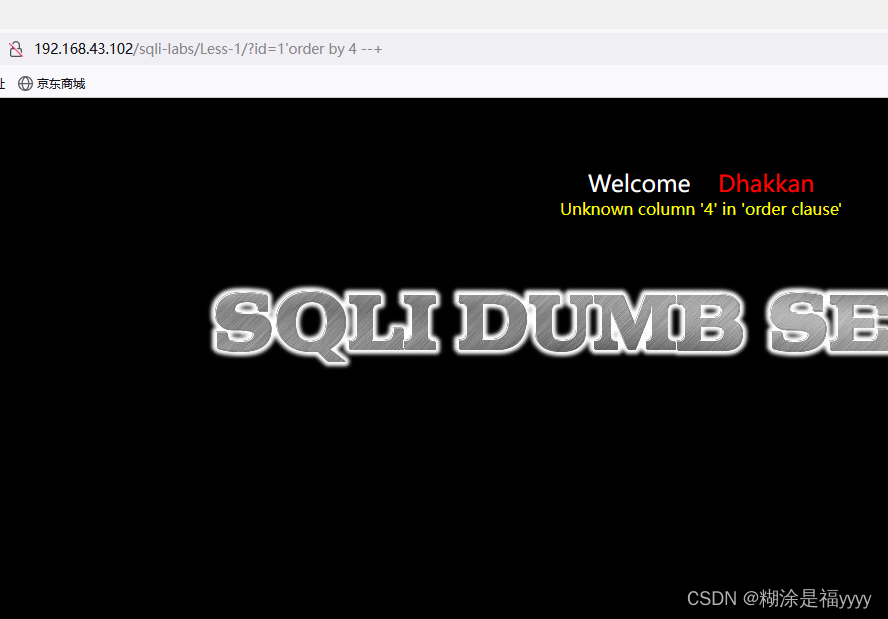 192.168.43.102/sqli-labs/Less-1/?id=1'order by 4 --+
京东商城
Welcome Dhakkan
Unknown column '4' in 'order clause'
SQLI DUMB SE
CSDN @糊涂是福yyyy